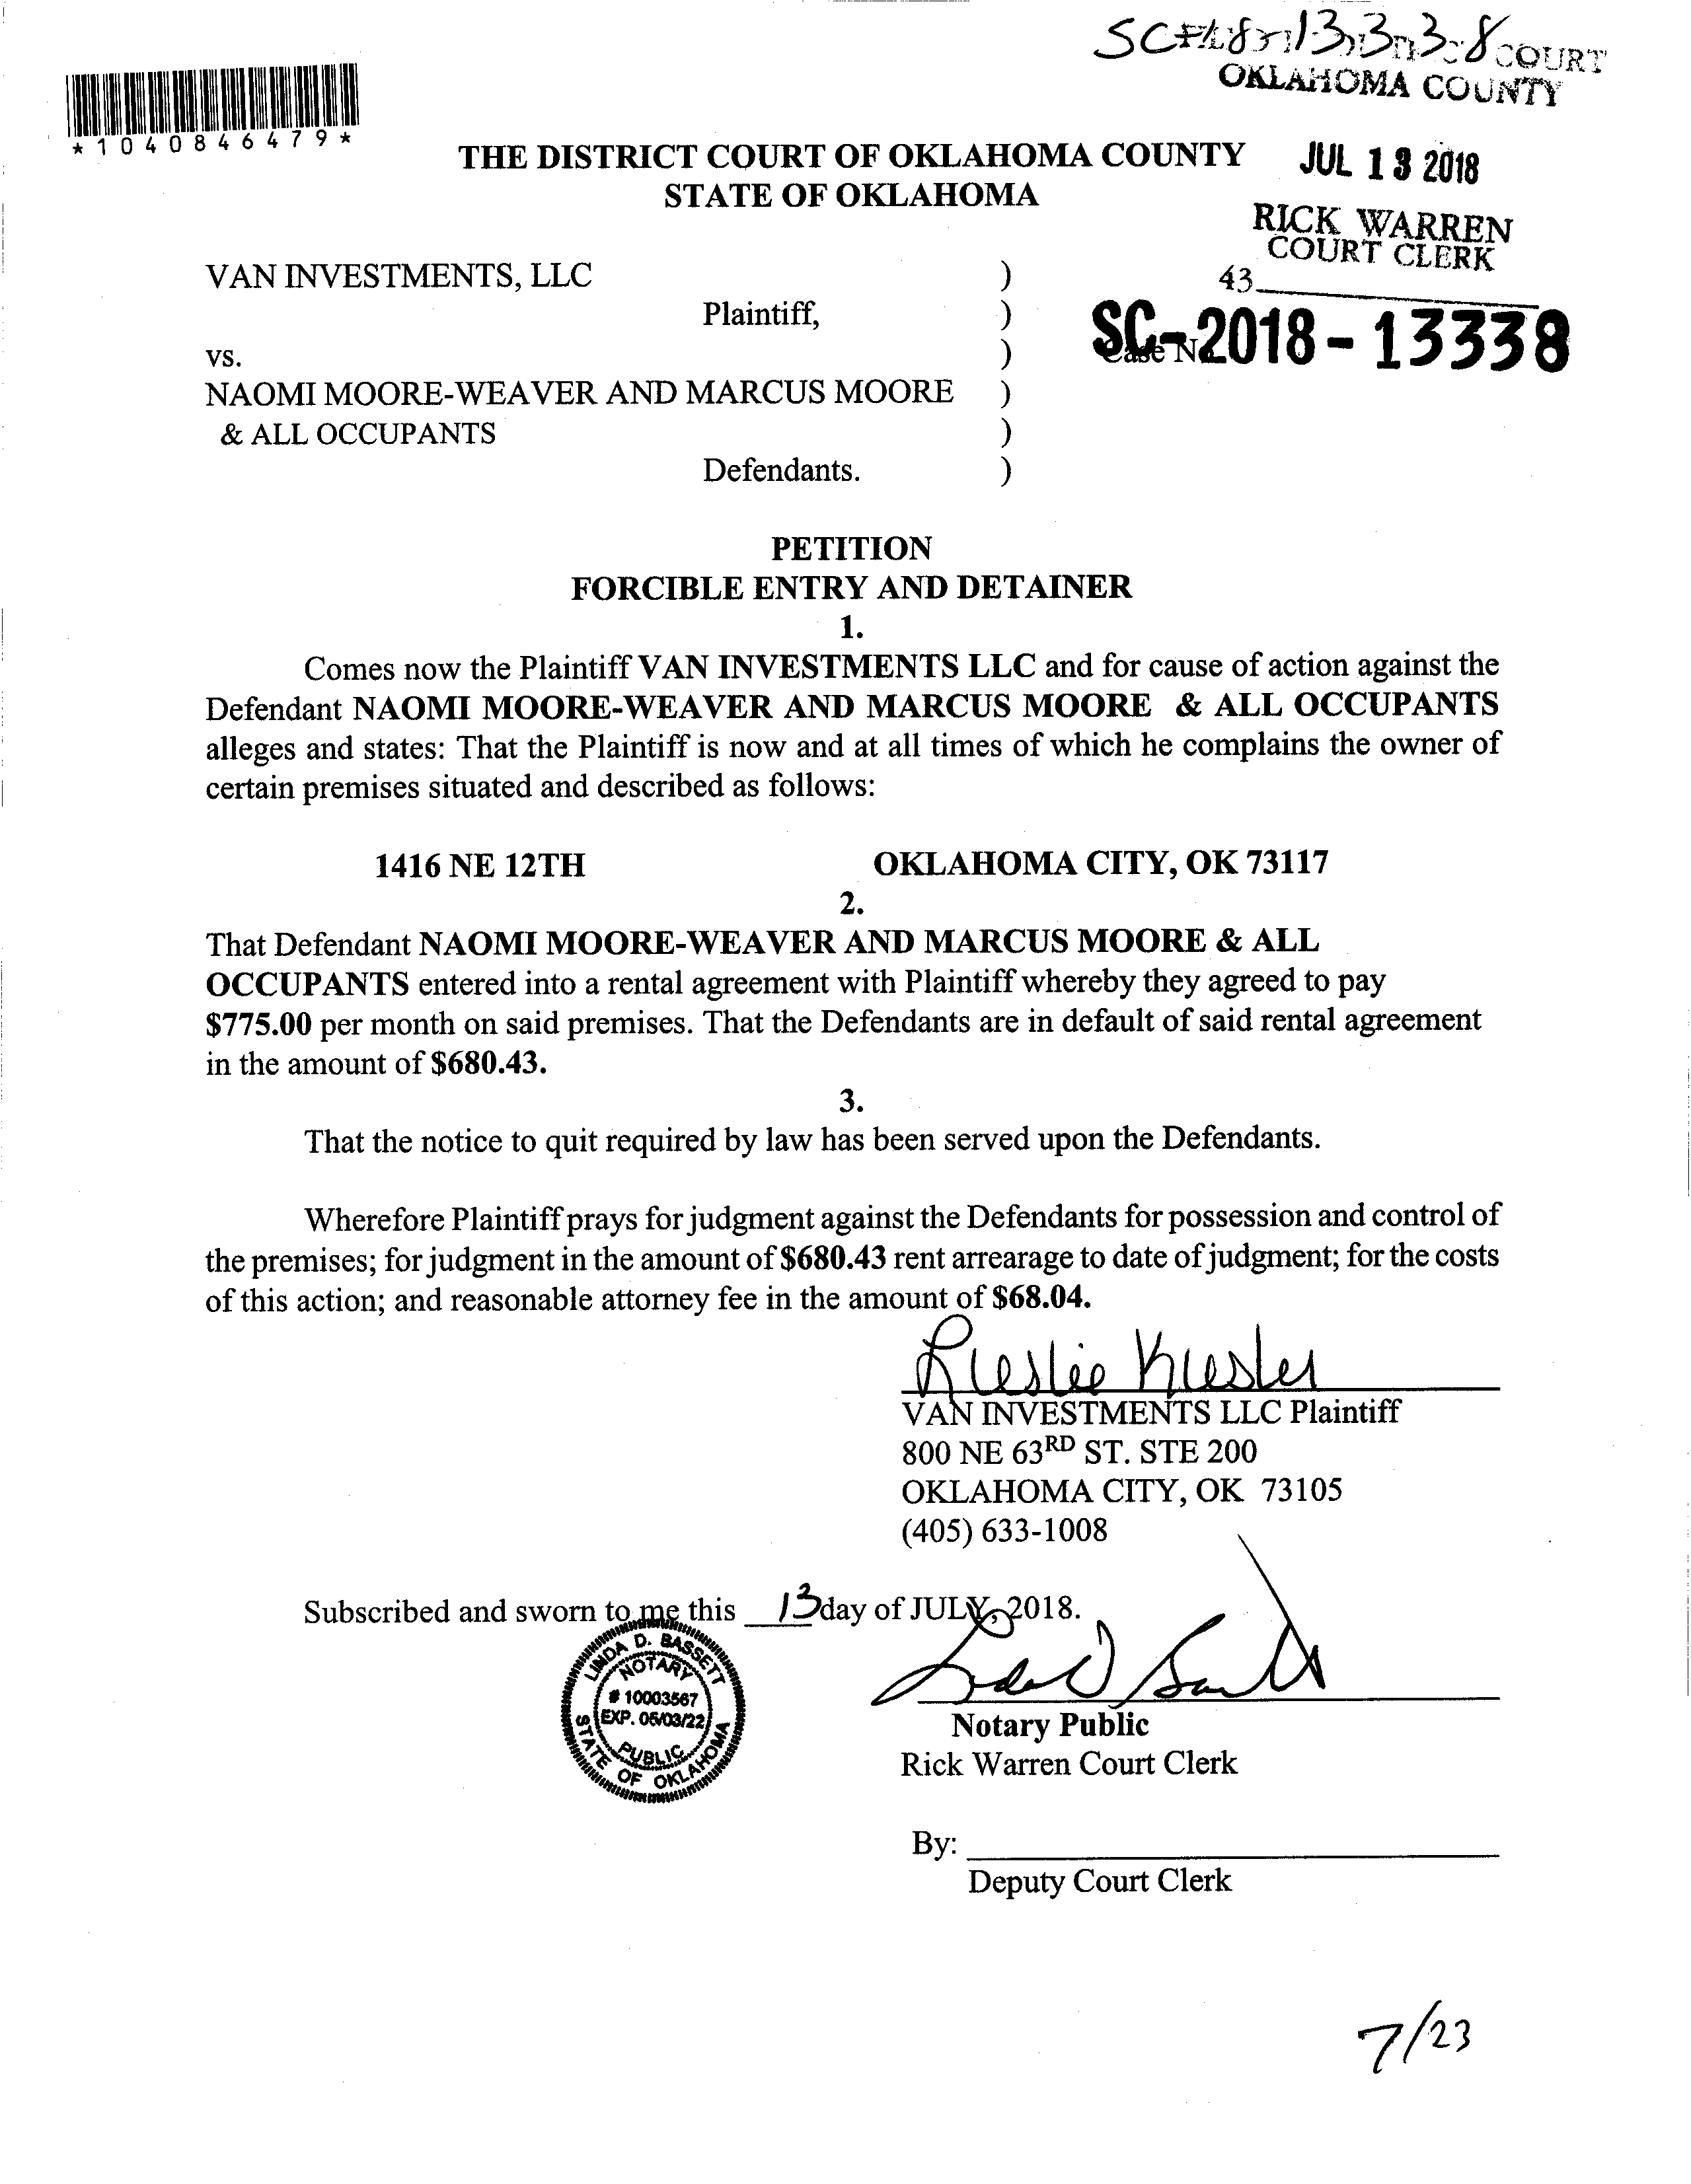 SC-18-13338 COURT
OKLAHOMA COUNTY
*1040846479*
THE DISTRICT COURT OF OKLAHOMA COUNTY
STATE OF OKLAHOMA
JUL 13 2018
RICK WARREN
COURT CLERK
43
VAN INVESTMENTS, LLC )
Plaintiff, )
SC-2018-13338
Case N
vs. )
NAOMI MOORE-WEAVER AND MARCUS MOORE )
& ALL OCCUPANTS )
Defendants. )
PETITION
FORCIBLE ENTRY AND DETAINER
1.
Comes now the Plaintiff VAN INVESTMENTS LLC and for cause of action against the
Defendant NAOMI MOORE-WEAVER AND MARCUS MOORE & ALL OCCUPANTS
alleges and states: That the Plaintiff is now and at all times of which he complains the owner of
certain premises situated and described as follows:
1416 NE 12TH OKLAHOMA CITY, OK 73117
2.
That Defendant NAOMI MOORE-WEAVER AND MARCUS MOORE & ALL
OCCUPANTS entered into a rental agreement with Plaintiff whereby they agreed to pay
$775.00 per month on said premises. That the Defendants are in default of said rental agreement
in the amount of $680.43.
3.
That the notice to quit required by law has been served upon the Defendants.
Wherefore Plaintiff prays for judgment against the Defendants for possession and control of
the premises; for judgment in the amount of $680.43 rent arrearage to date of judgment; for the costs
of this action; and reasonable attorney fee in the amount of $68.04.
VAN INVESTMENTS LLC Plaintiff
800 NE 63RD ST. STE 200
OKLAHOMA CITY, OK 73105
(405) 633-1008
Subscribed and sworn to me this 13 day of JULY, 2018.
LINDA D. BASSETT
NOTARY
# 10003567
EXP. 05/03/22
PUBLIC
STATE OF OKLAHOMA
Notary Public
Rick Warren Court Clerk
By:
Deputy Court Clerk
7/23